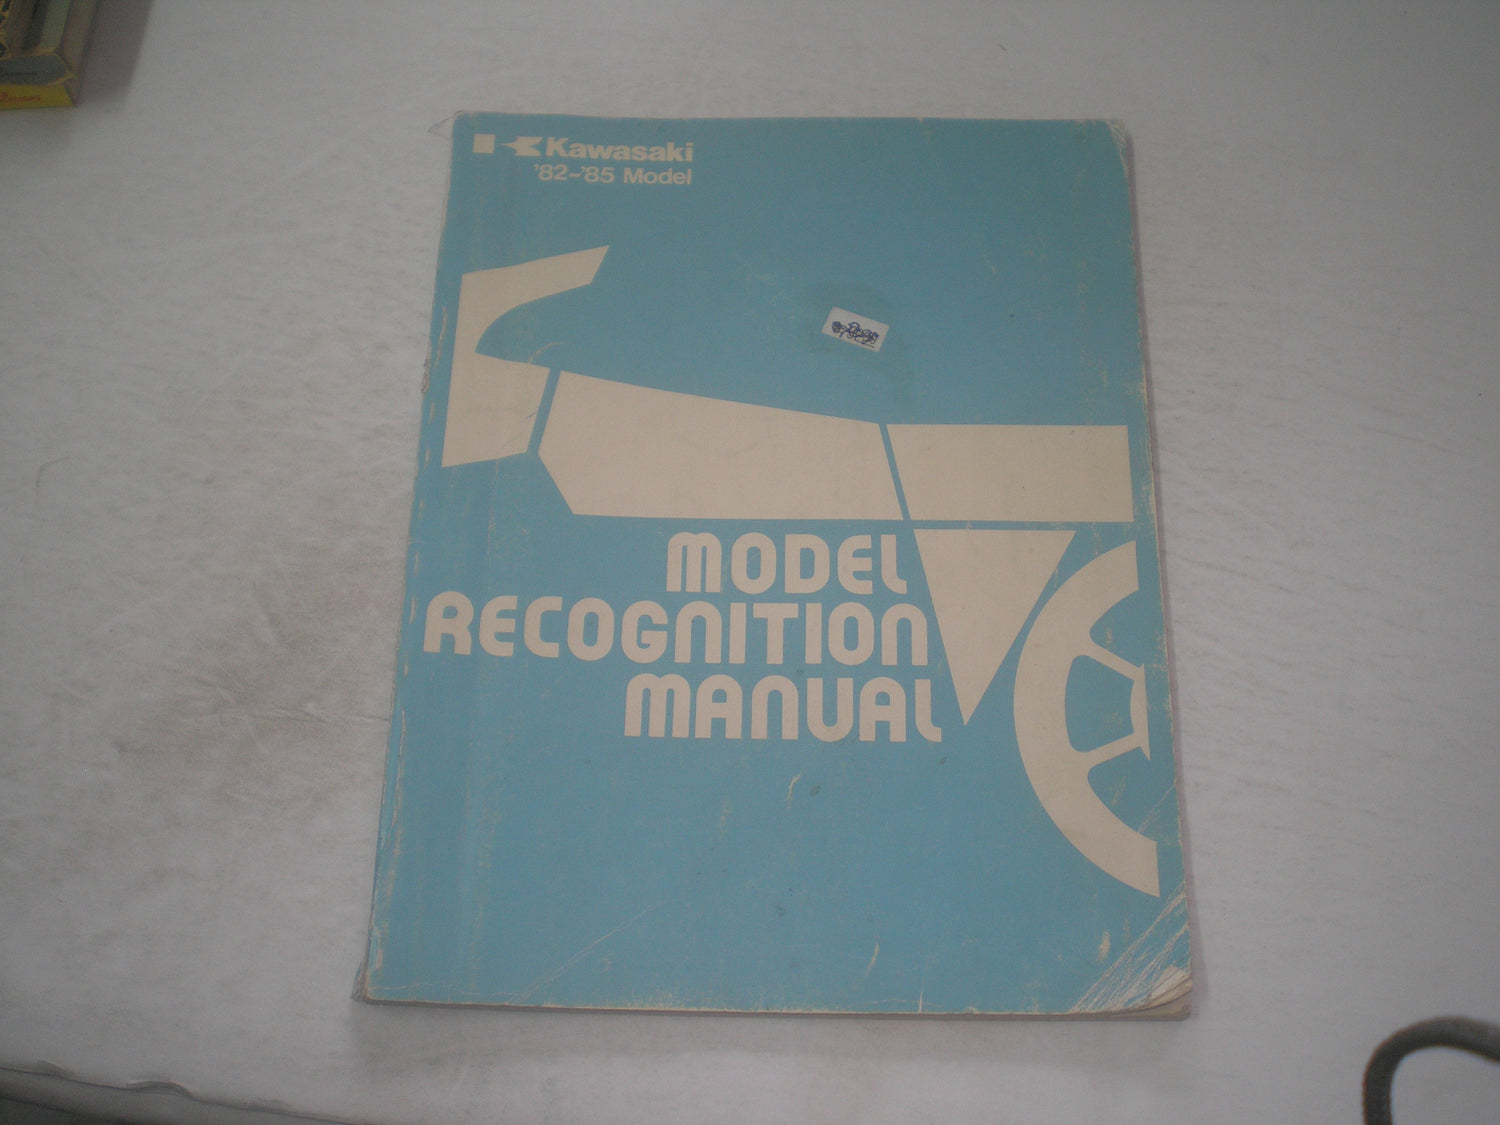 Kawasaki
'82~'85 Model
MODEL
RECOGNITION
MANUAL